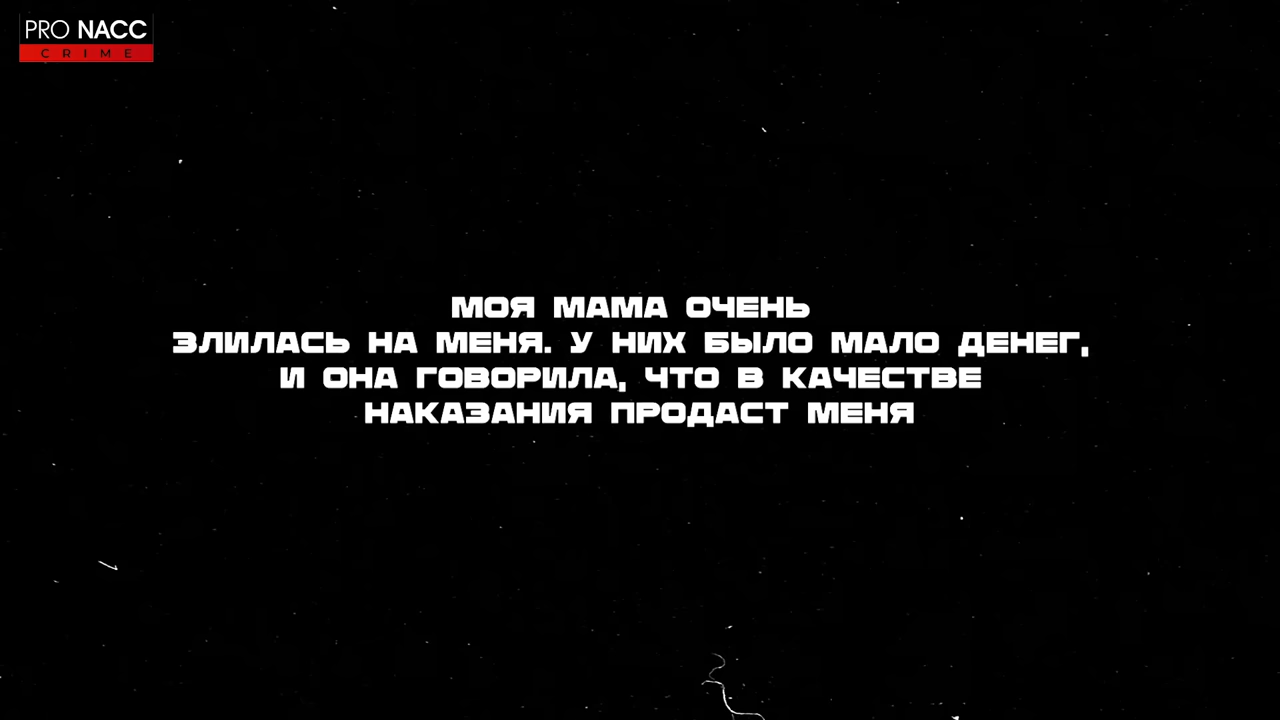 PRO NACC
CRIME
МОЯ МАМА ОЧЕНЬ
ЗЛИЛАСЬ НА МЕНЯ. У НИХ БЫЛО МАЛО ДЕНЕГ,
И ОНА ГОВОРИЛА, ЧТО В КАЧЕСТВЕ
НАКАЗАНИЯ ПРОДАСТ МЕНЯ